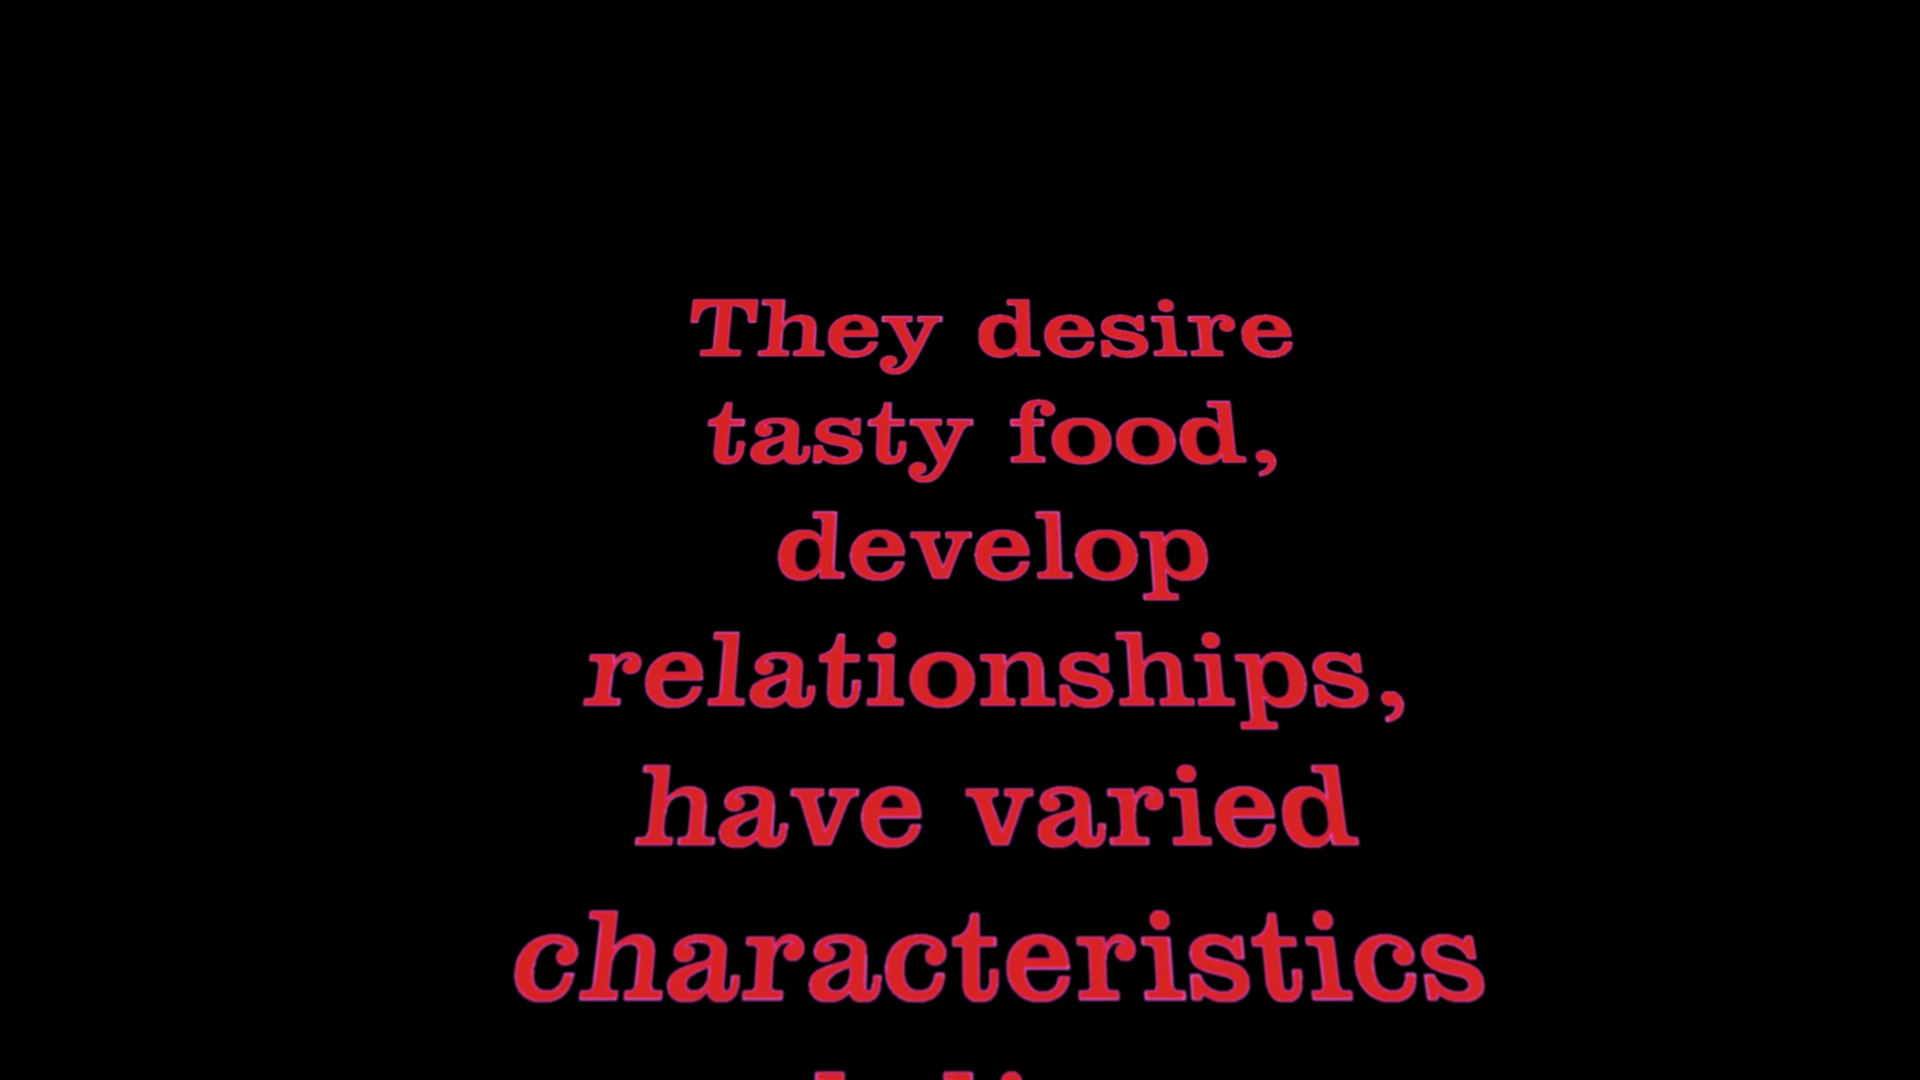 They desire
tasty food,
develop
relationships,
have varied
characteristics